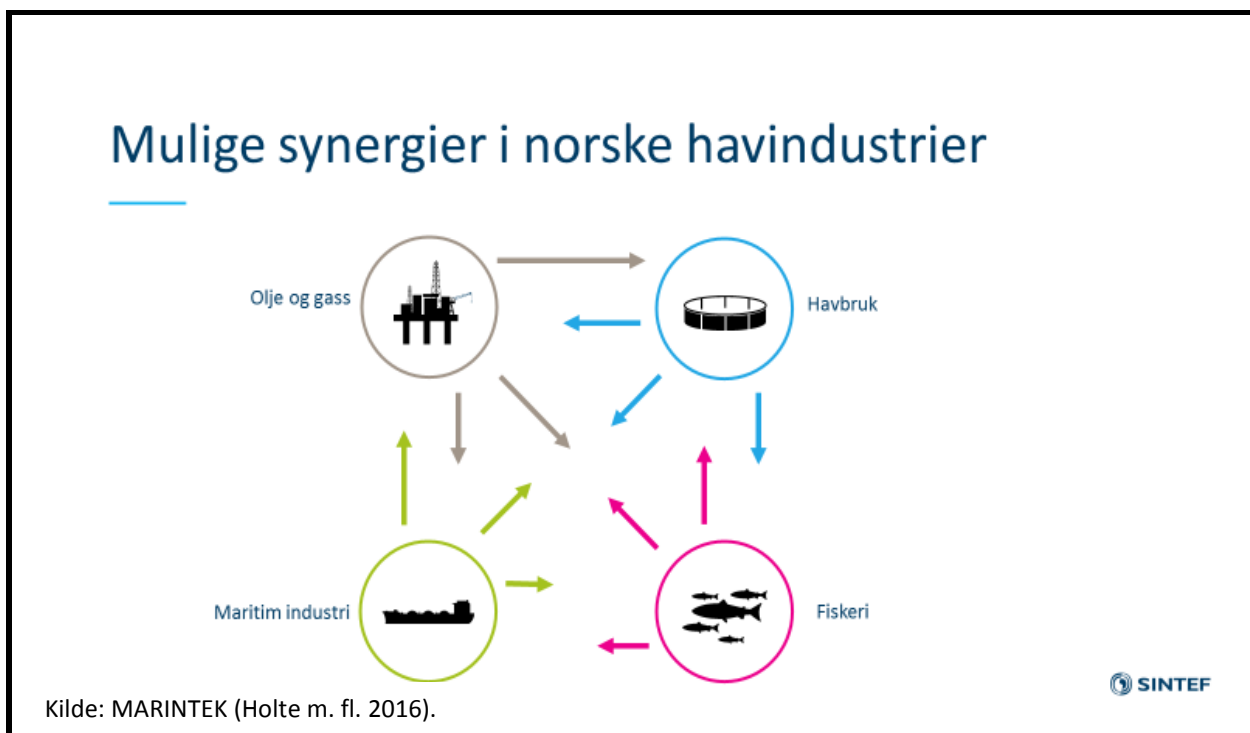 Mulige synergier i norske havindustrier
Olje og gass
Havbruk
Maritim industri
Fiskeri
SINTEF
Kilde: MARINTEK (Holte m. fl. 2016).